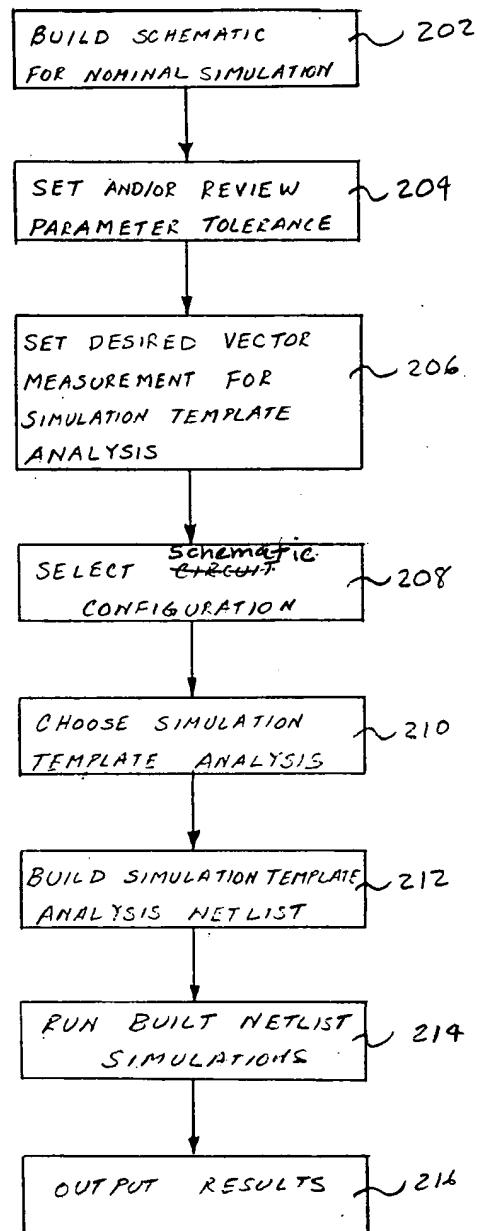 BUILD SCHEMATIC
FOR NOMINAL SIMULATION
202
SET AND/OR REVIEW
PARAMETER TOLERANCE
204
SET DESIRED VECTOR
MEASUREMENT FOR
SIMULATION TEMPLATE
ANALYSIS
206
SELECT schematic CIRCUIT
CONFIGURATION
208
CHOOSE SIMULATION
TEMPLATE ANALYSIS
210
BUILD SIMULATION TEMPLATE
ANALYSIS NETLIST
212
RUN BUILT NETLIST
SIMULATIONS
214
OUTPUT RESULTS
216